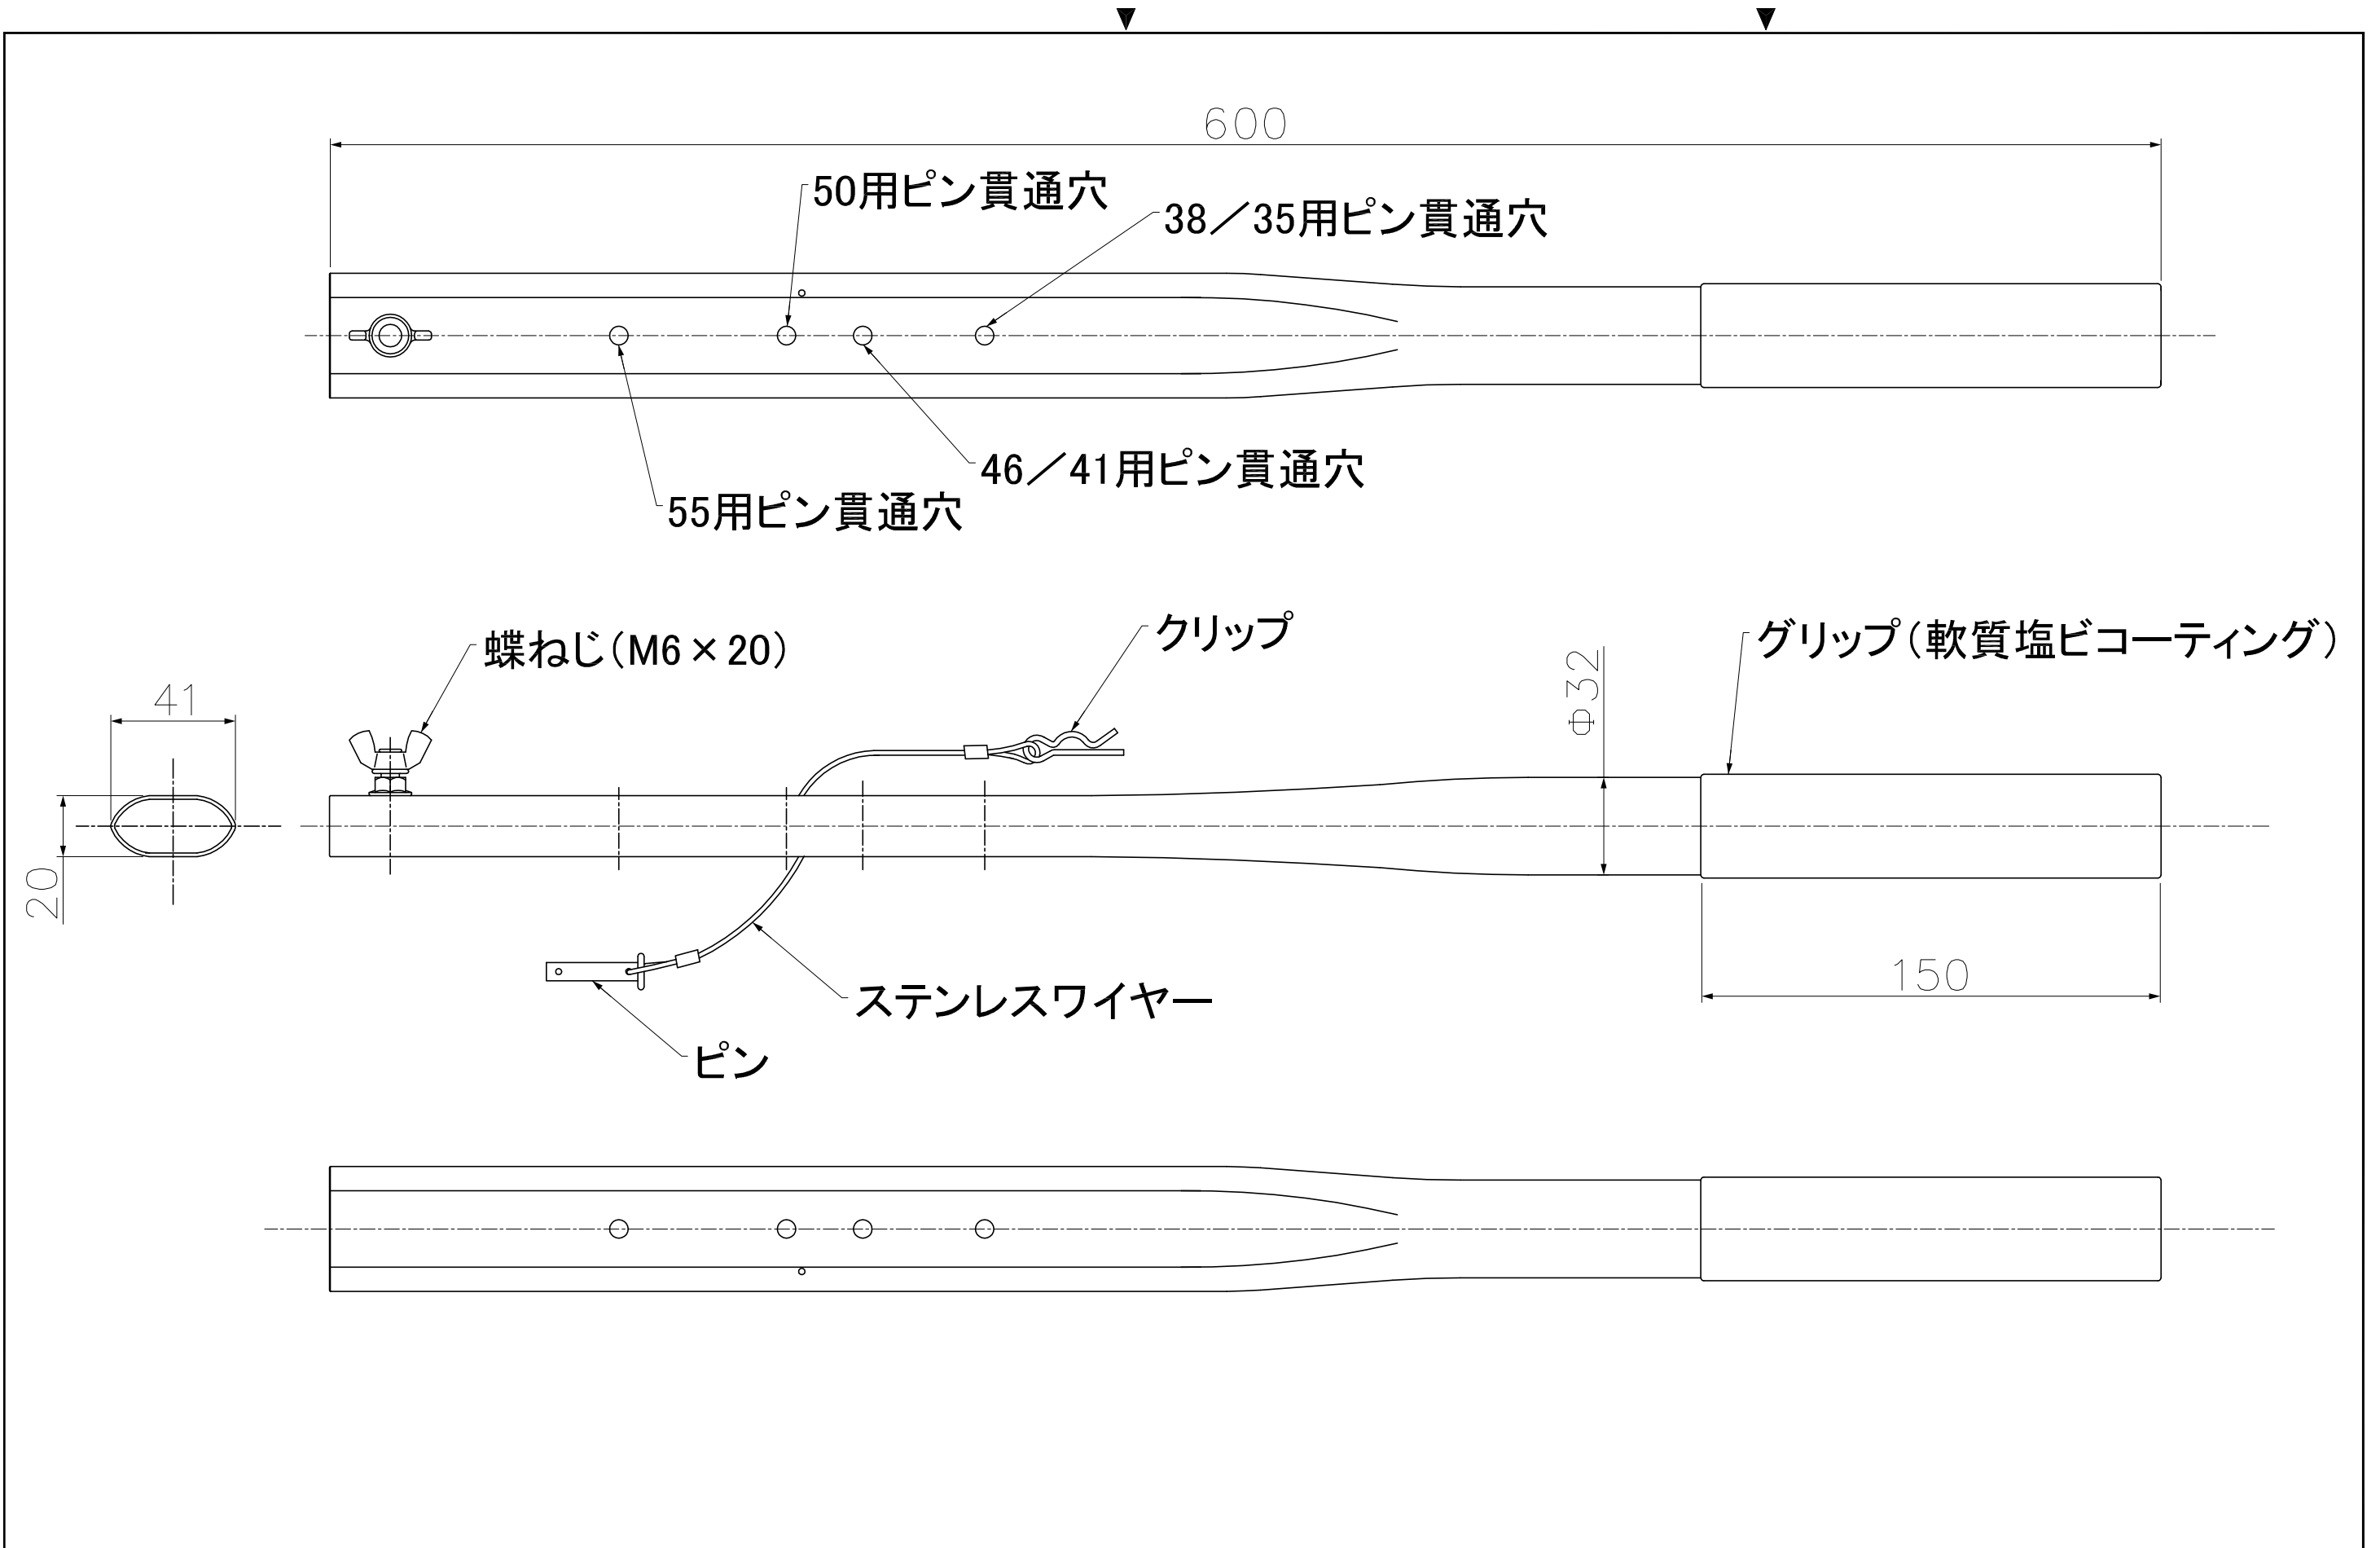 600
50用ピン貫通穴
38／35用ピン貫通穴
46／41用ピン貫通穴
55用ピン貫通穴
クリップ
グリップ（軟質塩ビコーティング）
蝶ねじ（M6×20）
Φ32
41
20
150
ステンレスワイヤー
ピン